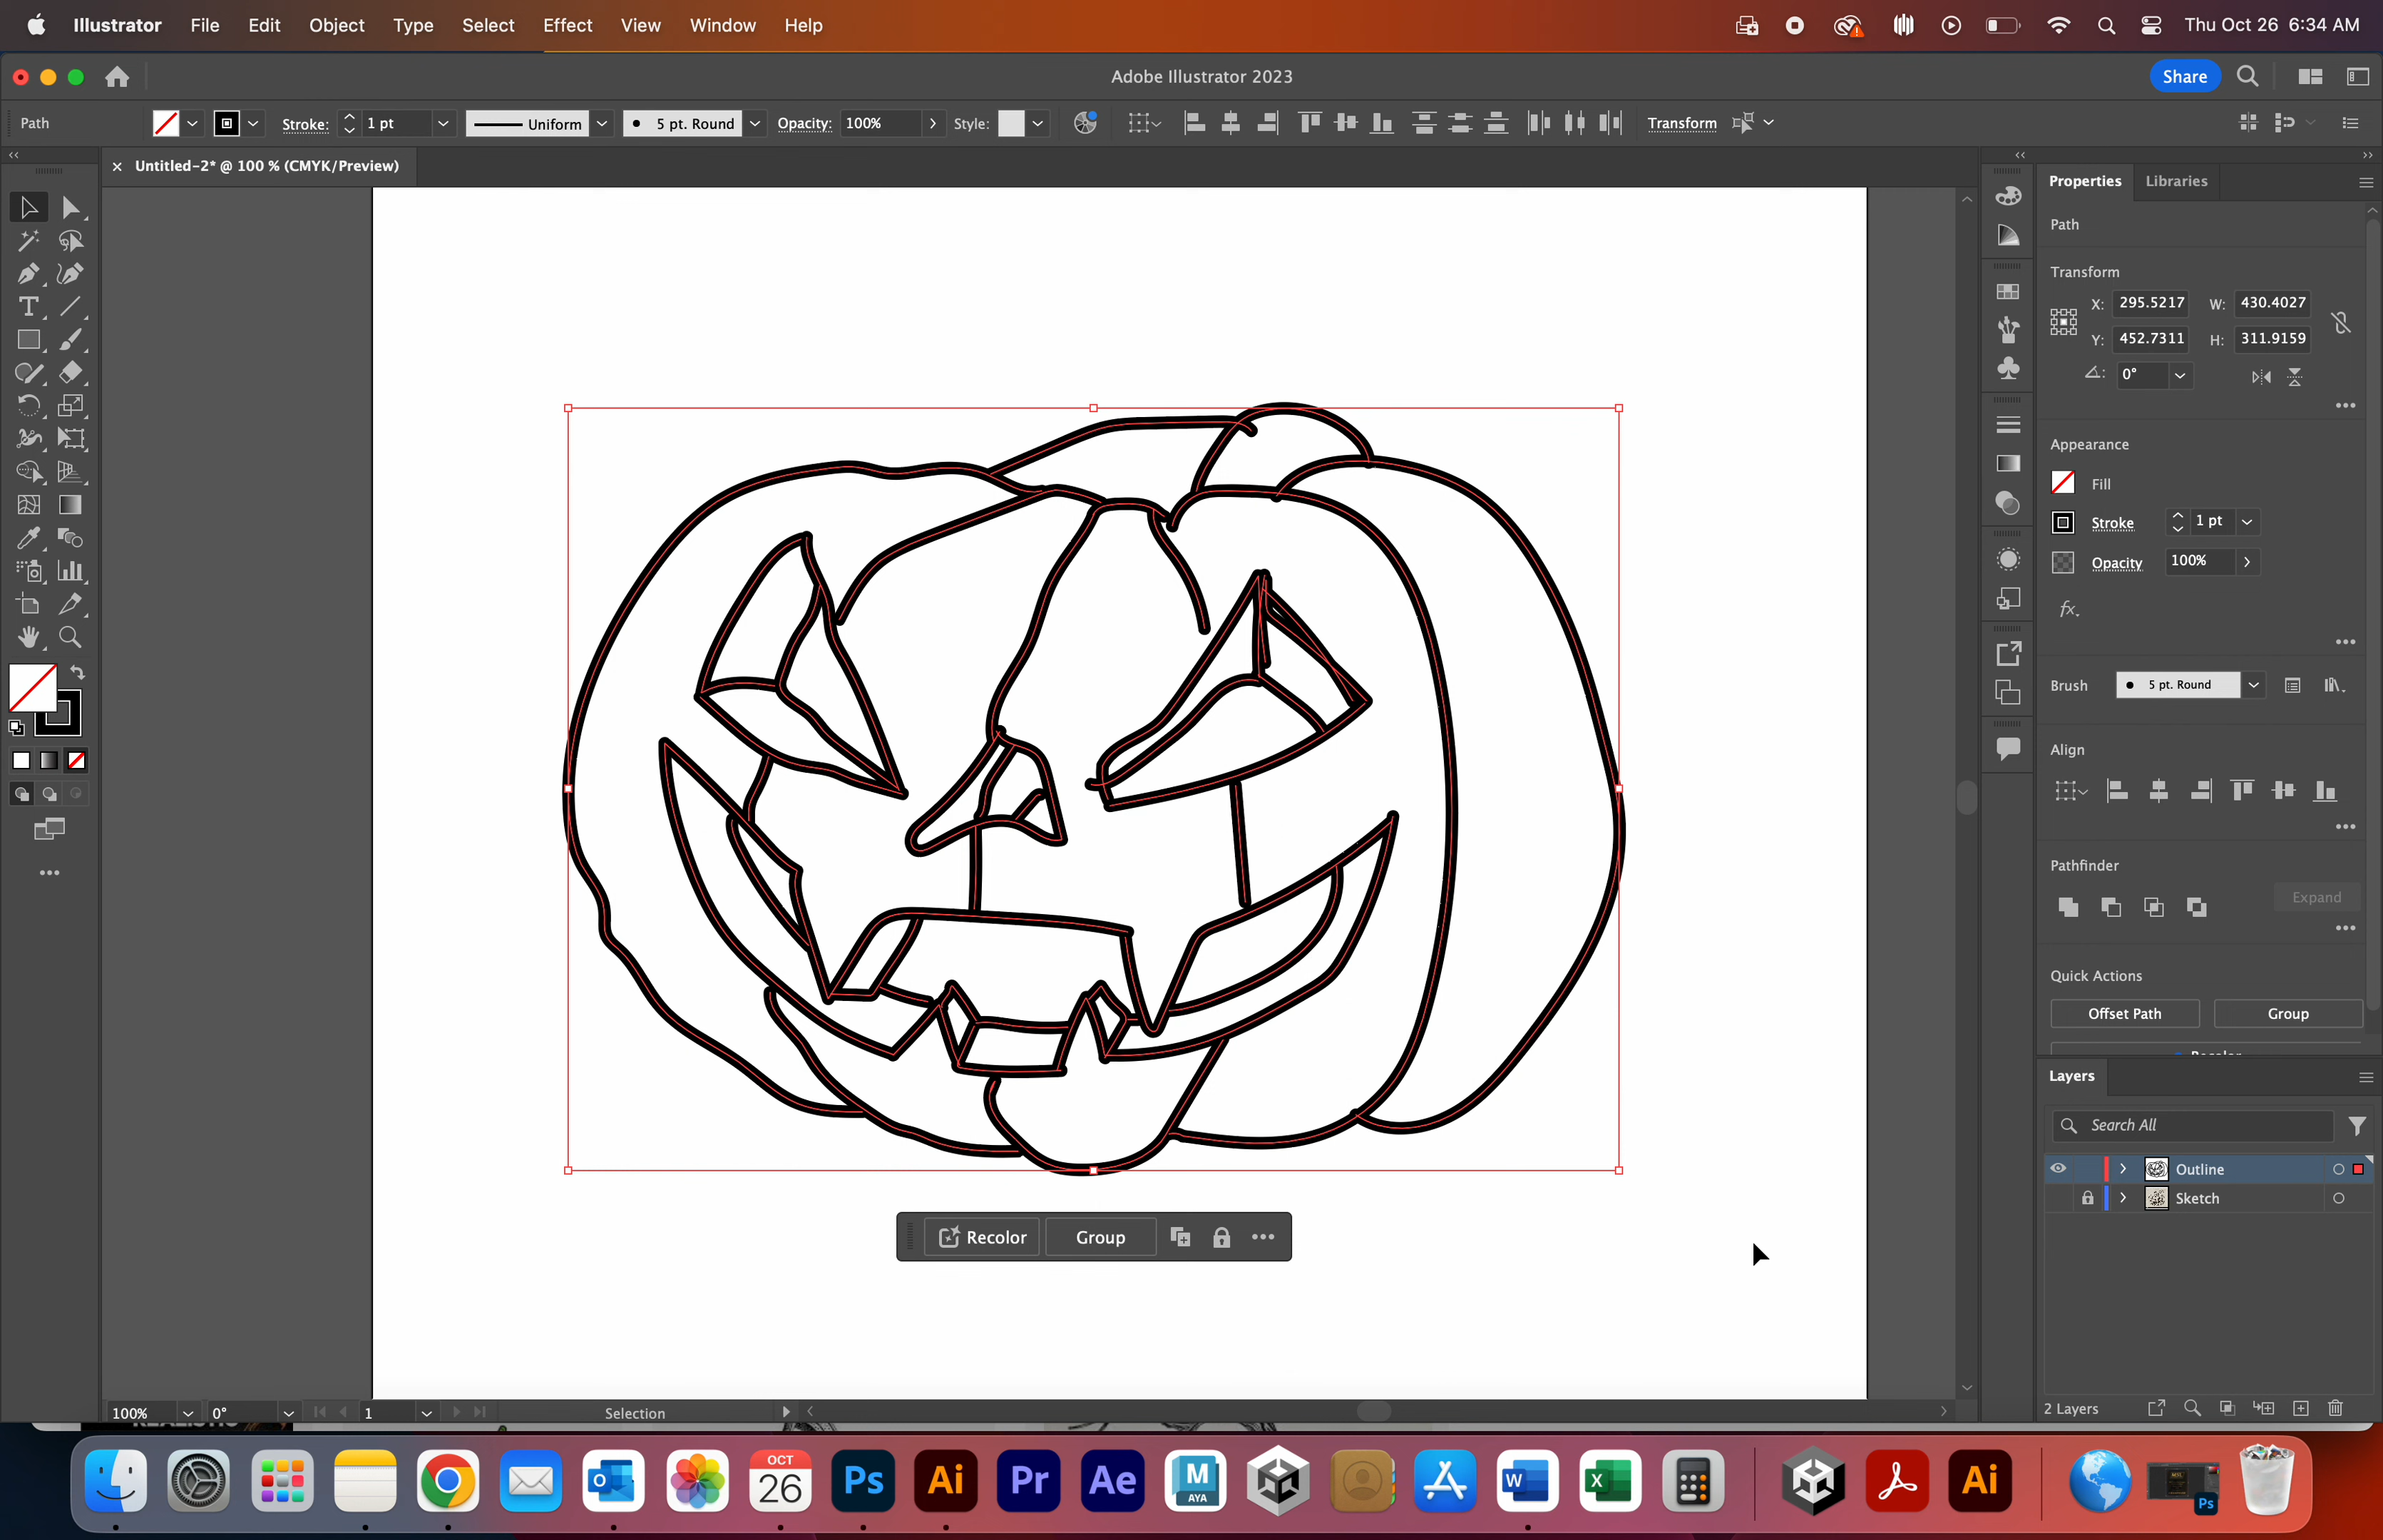 Illustrator File Edit Object Type Select Effect View Window Help Thu Oct 26 6:34 AM
Adobe Illustrator 2023 Share
Path Stroke: 1 pt Uniform 5 pt. Round Opacity: 100% Style: Transform
× Untitled-2* @ 100 % (CMYK/Preview)
Properties Libraries
Path
Transform
X: 295.5217 W: 430.4027
Y: 452.7311 H: 311.9159
0°
Appearance
Fill
Stroke 1 pt
Opacity 100%
fx.
Brush 5 pt. Round
Align
Pathfinder
Expand
Quick Actions
Offset Path Group
Recolor
Layers
Search All
Outline
Sketch
Recolor Group
2 Layers
100% 0° 1 Selection
OCT
26
Ps Ai Pr Ae M
AYA
W X Ai Ps